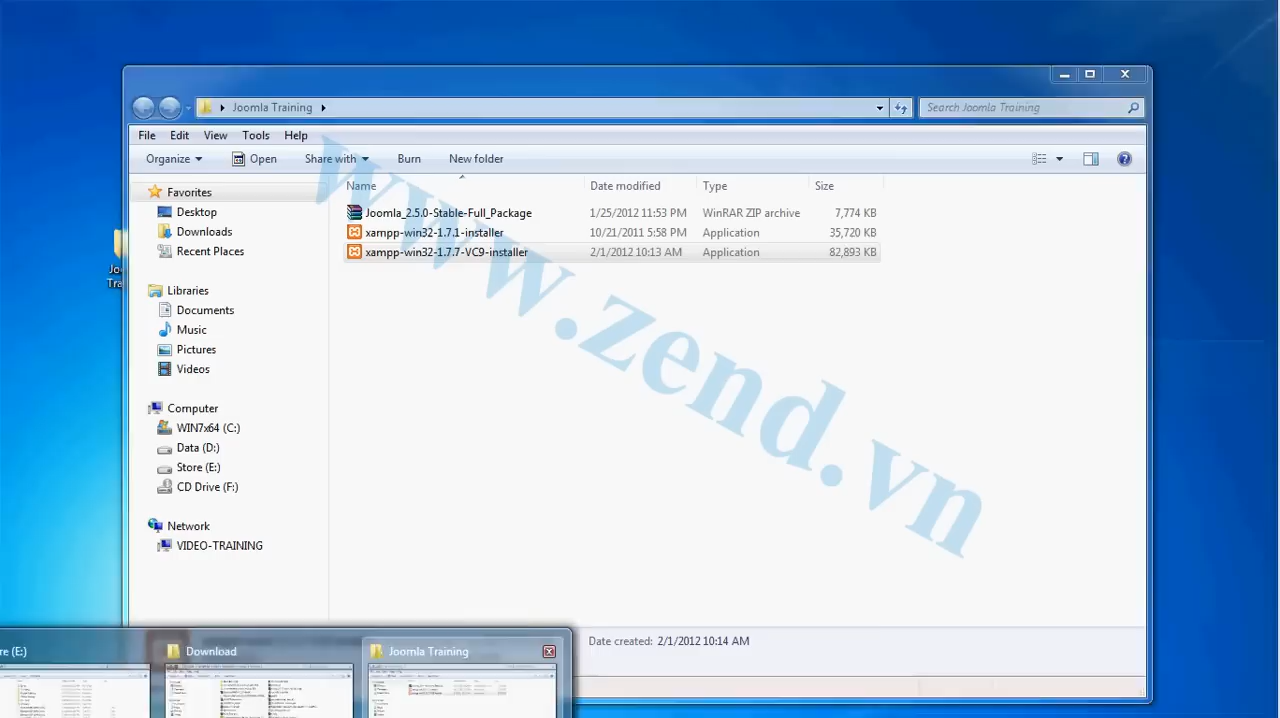 Joomla Training
Search Joomla Training
File Edit View Tools Help
Organize Open Share with Burn New folder
Name Date modified Type Size
Favorites
Desktop
Downloads
Recent Places
Libraries
Documents
Music
Pictures
Videos
Computer
WIN7x64 (C:)
Data (D:)
Store (E:)
CD Drive (F:)
Network
VIDEO-TRAINING
Joomla_2.5.0-Stable-Full_Package 1/25/2012 11:53 PM WinRAR ZIP archive 7,774 KB
xampp-win32-1.7.1-installer 10/21/2011 5:58 PM Application 35,720 KB
xampp-win32-1.7.7-VC9-installer 2/1/2012 10:13 AM Application 82,893 KB
www.zend.vn
Date created: 2/1/2012 10:14 AM
re (E:)
Download
Joomla Training